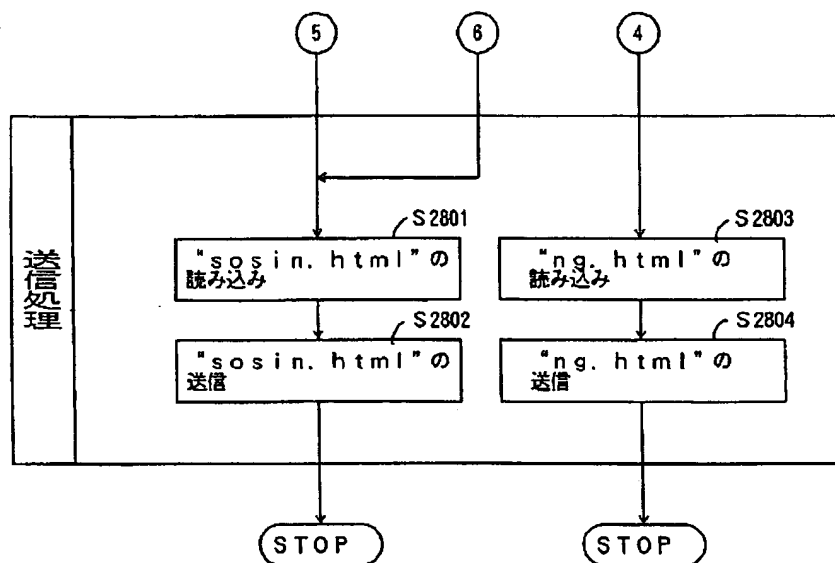 5
6
4
送信処理
S2801
"sosin.html"の
読み込み
S2802
"sosin.html"の
送信
STOP
S2803
"ng.html"の
読み込み
S2804
"ng.html"の
送信
STOP